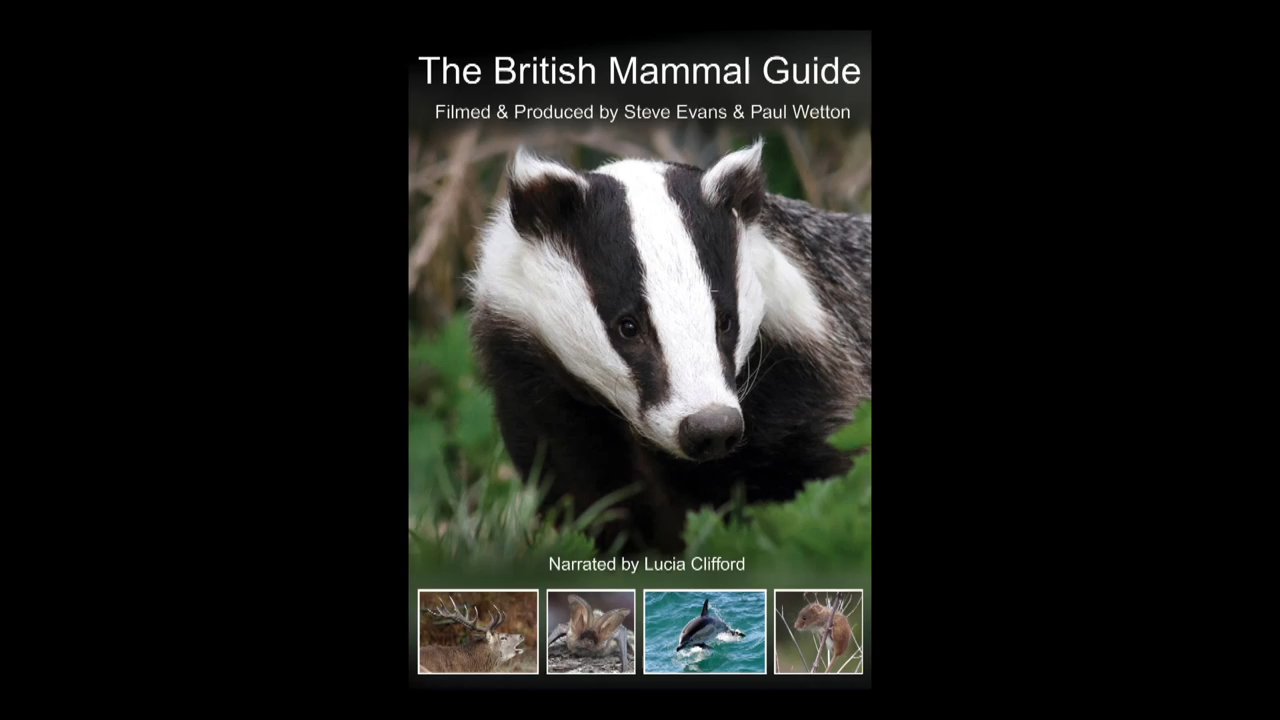 The British Mammal Guide
Filmed & Produced by Steve Evans & Paul Wetton
Narrated by Lucia Clifford